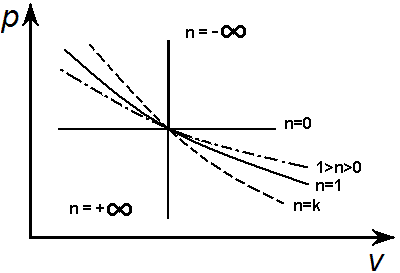 p
n = -∞
n=0
1>n>0
n=1
n=k
n = +∞
v